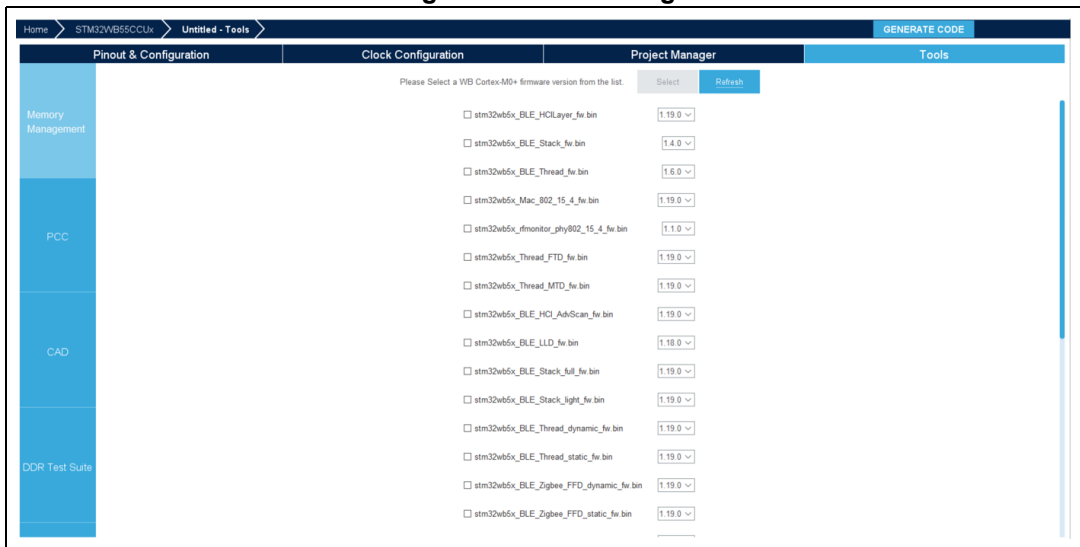 Home STM32WB55CCUx Untitled - Tools GENERATE CODE
Pinout & Configuration Clock Configuration Project Manager Tools
Please Select a WB Cortex-M0+ firmware version from the list. Select Refresh
Memory
Management
PCC
CAD
DDR Test Suite
stm32wb5x_BLE_HCILayer_fw.bin 1.19.0
stm32wb5x_BLE_Stack_fw.bin 1.4.0
stm32wb5x_BLE_Thread_fw.bin 1.6.0
stm32wb5x_Mac_802_15_4_fw.bin 1.19.0
stm32wb5x_rfmonitor_phy802_15_4_fw.bin 1.1.0
stm32wb5x_Thread_FTD_fw.bin 1.19.0
stm32wb5x_Thread_MTD_fw.bin 1.19.0
stm32wb5x_BLE_HCI_AdvScan_fw.bin 1.19.0
stm32wb5x_BLE_LLD_fw.bin 1.18.0
stm32wb5x_BLE_Stack_full_fw.bin 1.19.0
stm32wb5x_BLE_Stack_light_fw.bin 1.19.0
stm32wb5x_BLE_Thread_dynamic_fw.bin 1.19.0
stm32wb5x_BLE_Thread_static_fw.bin 1.19.0
stm32wb5x_BLE_Zigbee_FFD_dynamic_fw.bin 1.19.0
stm32wb5x_BLE_Zigbee_FFD_static_fw.bin 1.19.0